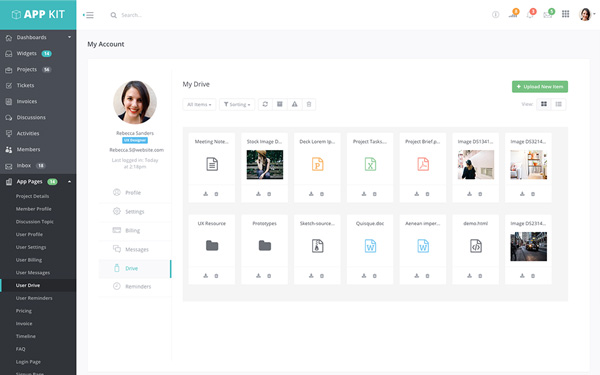 APP KIT
Search...
Dashboards
Widgets
Projects 56
Tickets
Invoices
Discussions
Activities
Members
Inbox 18
App Pages
Project Details
Member Profile
Discussion Topic
User Profile
User Settings
User Billing
User Messages
User Drive
User Reminders
Pricing
Invoice
Timeline
FAQ
Login Page
Signup Page
My Account
Rebecca Sanders
UX Designer
Rebecca.S@website.com
Last logged in: Today
at 2:18pm
Profile
Settings
Billing
Messages
Drive
Reminders
My Drive
+ Upload New Item
All Items
Sorting
View:
Meeting Note...
Stock Image D...
Deck Lorem Ip...
Project Tasks...
Project Brief.p...
Image DS1341...
Image DS3214...
P
X
UX Resource
Prototypes
Sketch-source...
Quisque.doc
Aenean imper...
demo.html
Image DS2314...
W
W